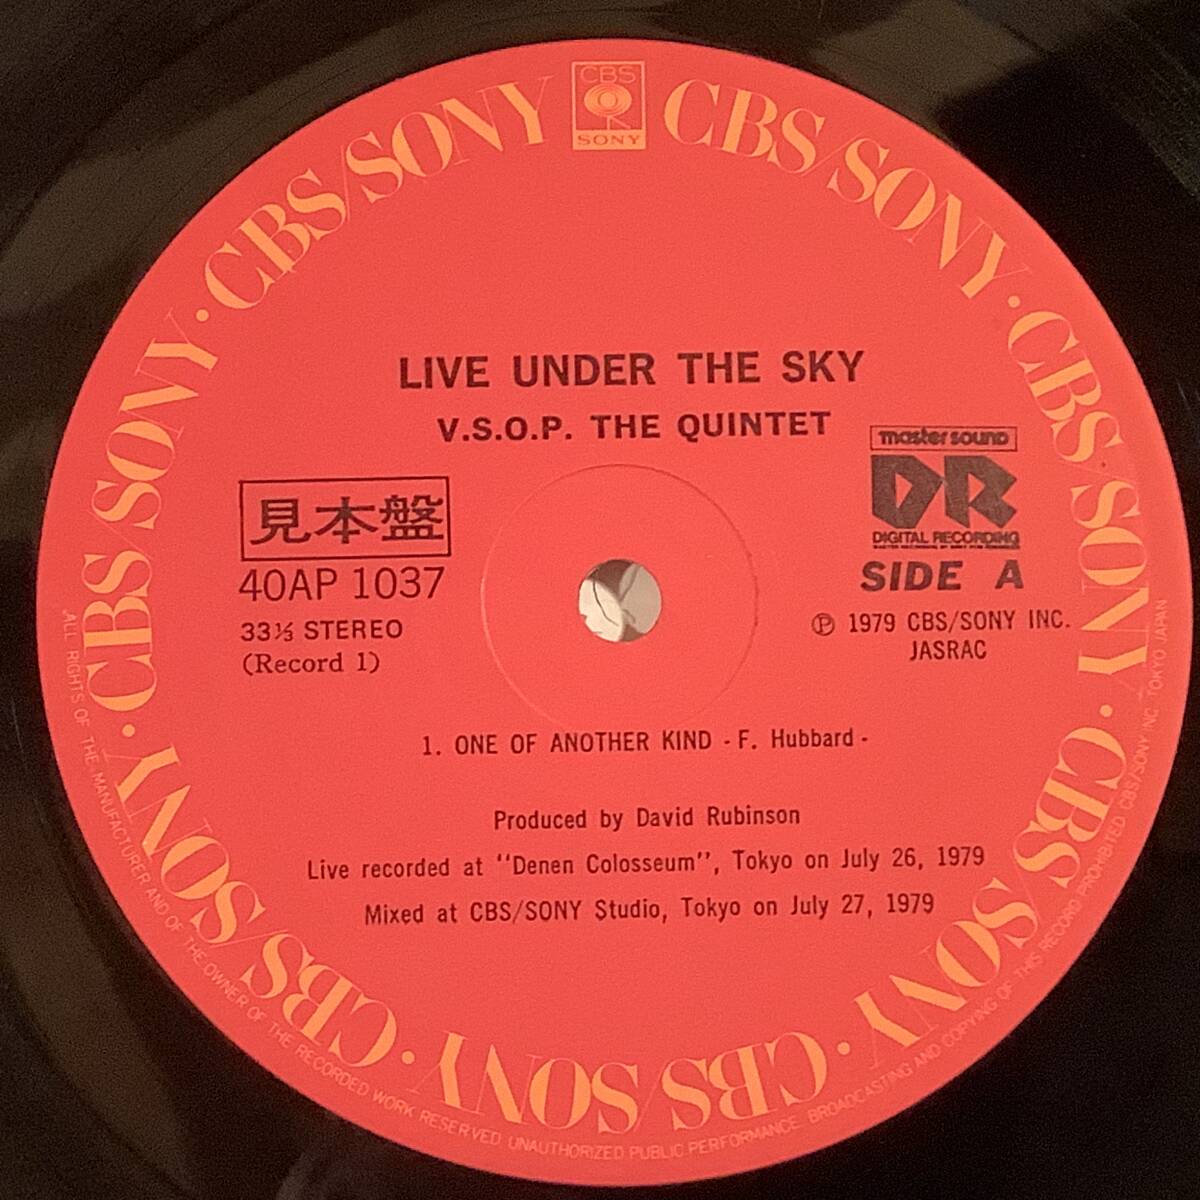 CBS
SONY
CBS/SONY · CBS/SONY · CBS/SONY · CBS/SONY · CBS/SONY · CBS/SONY · CBS/SONY · CBS/SONY
LIVE UNDER THE SKY
V.S.O.P. THE QUINTET
見本盤
40AP 1037
33⅓ STEREO
(Record 1)
master sound
DR
DIGITAL RECORDING
SIDE A
Ⓟ 1979 CBS/SONY INC.
JASRAC
1. ONE OF ANOTHER KIND - F. Hubbard -
Produced by David Rubinson
Live recorded at "Denen Colosseum", Tokyo on July 26, 1979
Mixed at CBS/SONY Studio, Tokyo on July 27, 1979
ALL RIGHTS OF THE MANUFACTURER AND OF THE OWNER OF THE RECORDED WORK RESERVED. UNAUTHORIZED PUBLIC PERFORMANCE. BROADCASTING AND COPYING OF THIS RECORD PROHIBITED. CBS/SONY INC. TOKYO JAPAN